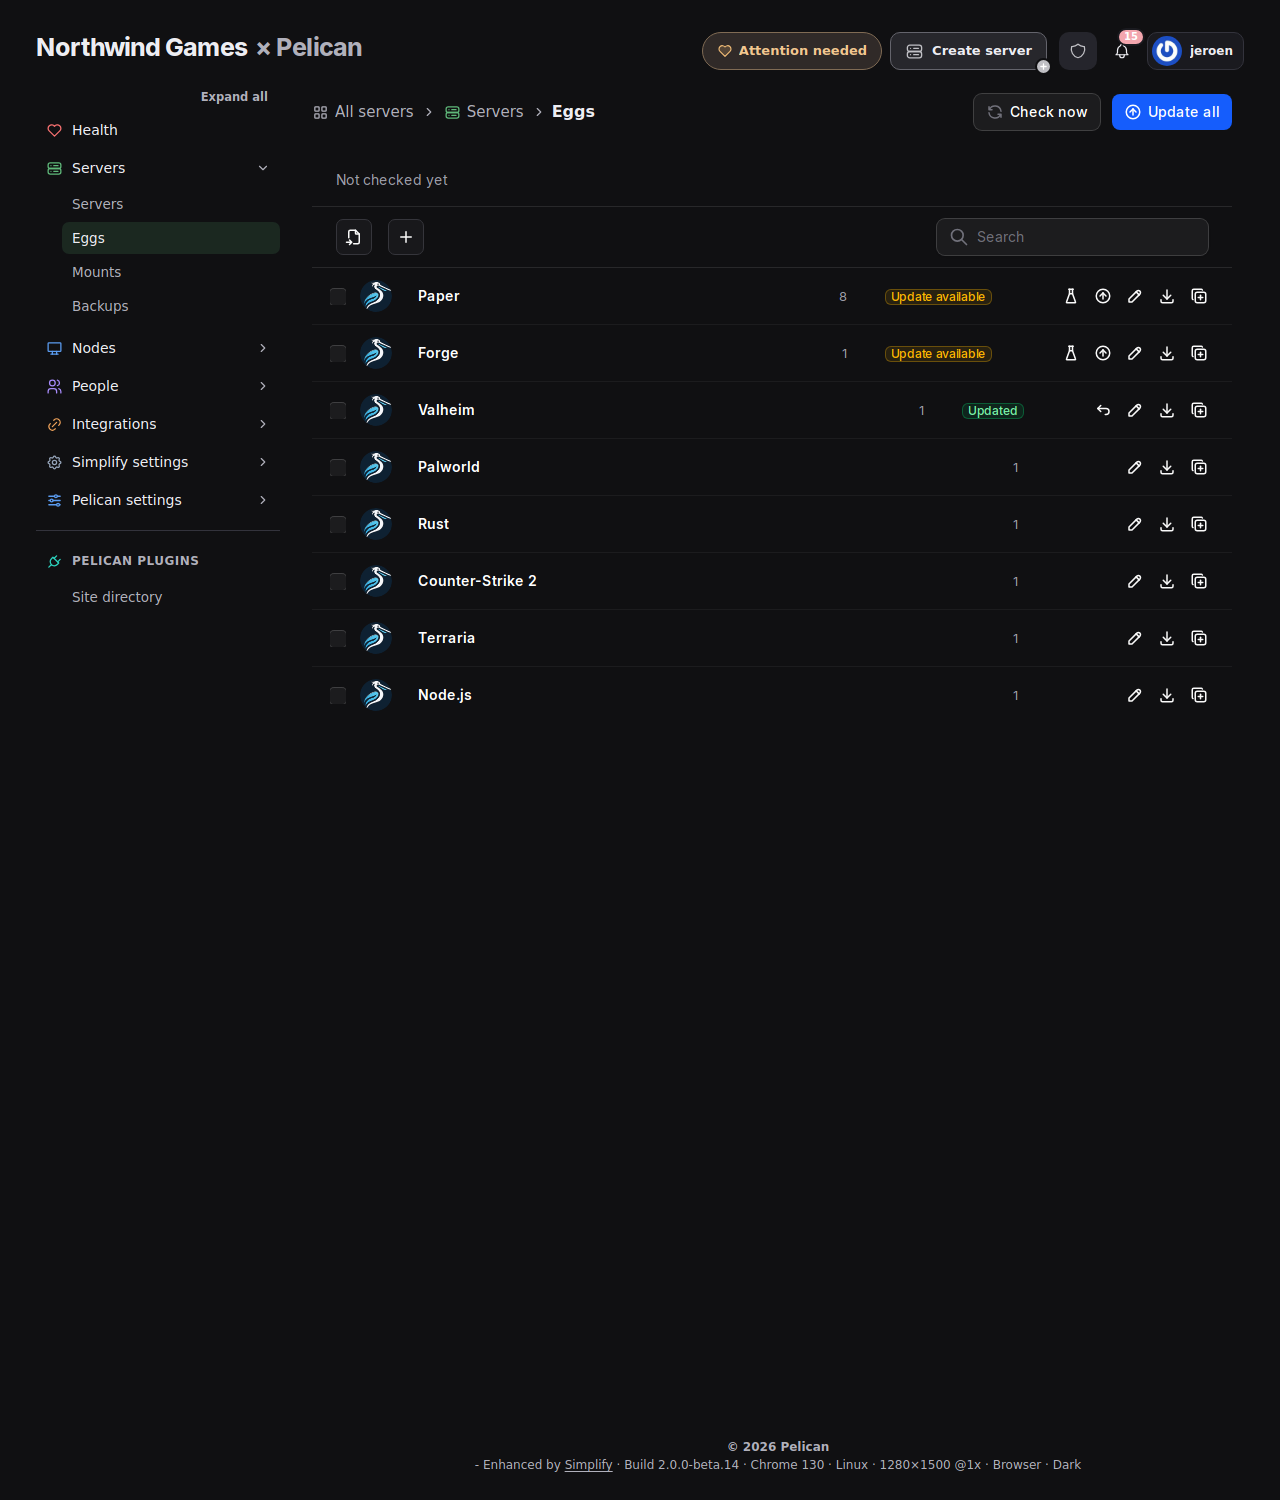 Northwind Games × Pelican
Attention needed
Create server
15
jeroen
Expand all
Health
Servers
Servers
Eggs
Mounts
Backups
Nodes
People
Integrations
Simplify settings
Pelican settings
PELICAN PLUGINS
Site directory
All servers > Servers > Eggs
Check now
Update all
Not checked yet
Search
Paper 8 Update available
Forge 1 Update available
Valheim 1 Updated
Palworld 1
Rust 1
Counter-Strike 2 1
Terraria 1
Node.js 1
© 2026 Pelican
- Enhanced by Simplify · Build 2.0.0-beta.14 · Chrome 130 · Linux · 1280×1500 @1x · Browser · Dark